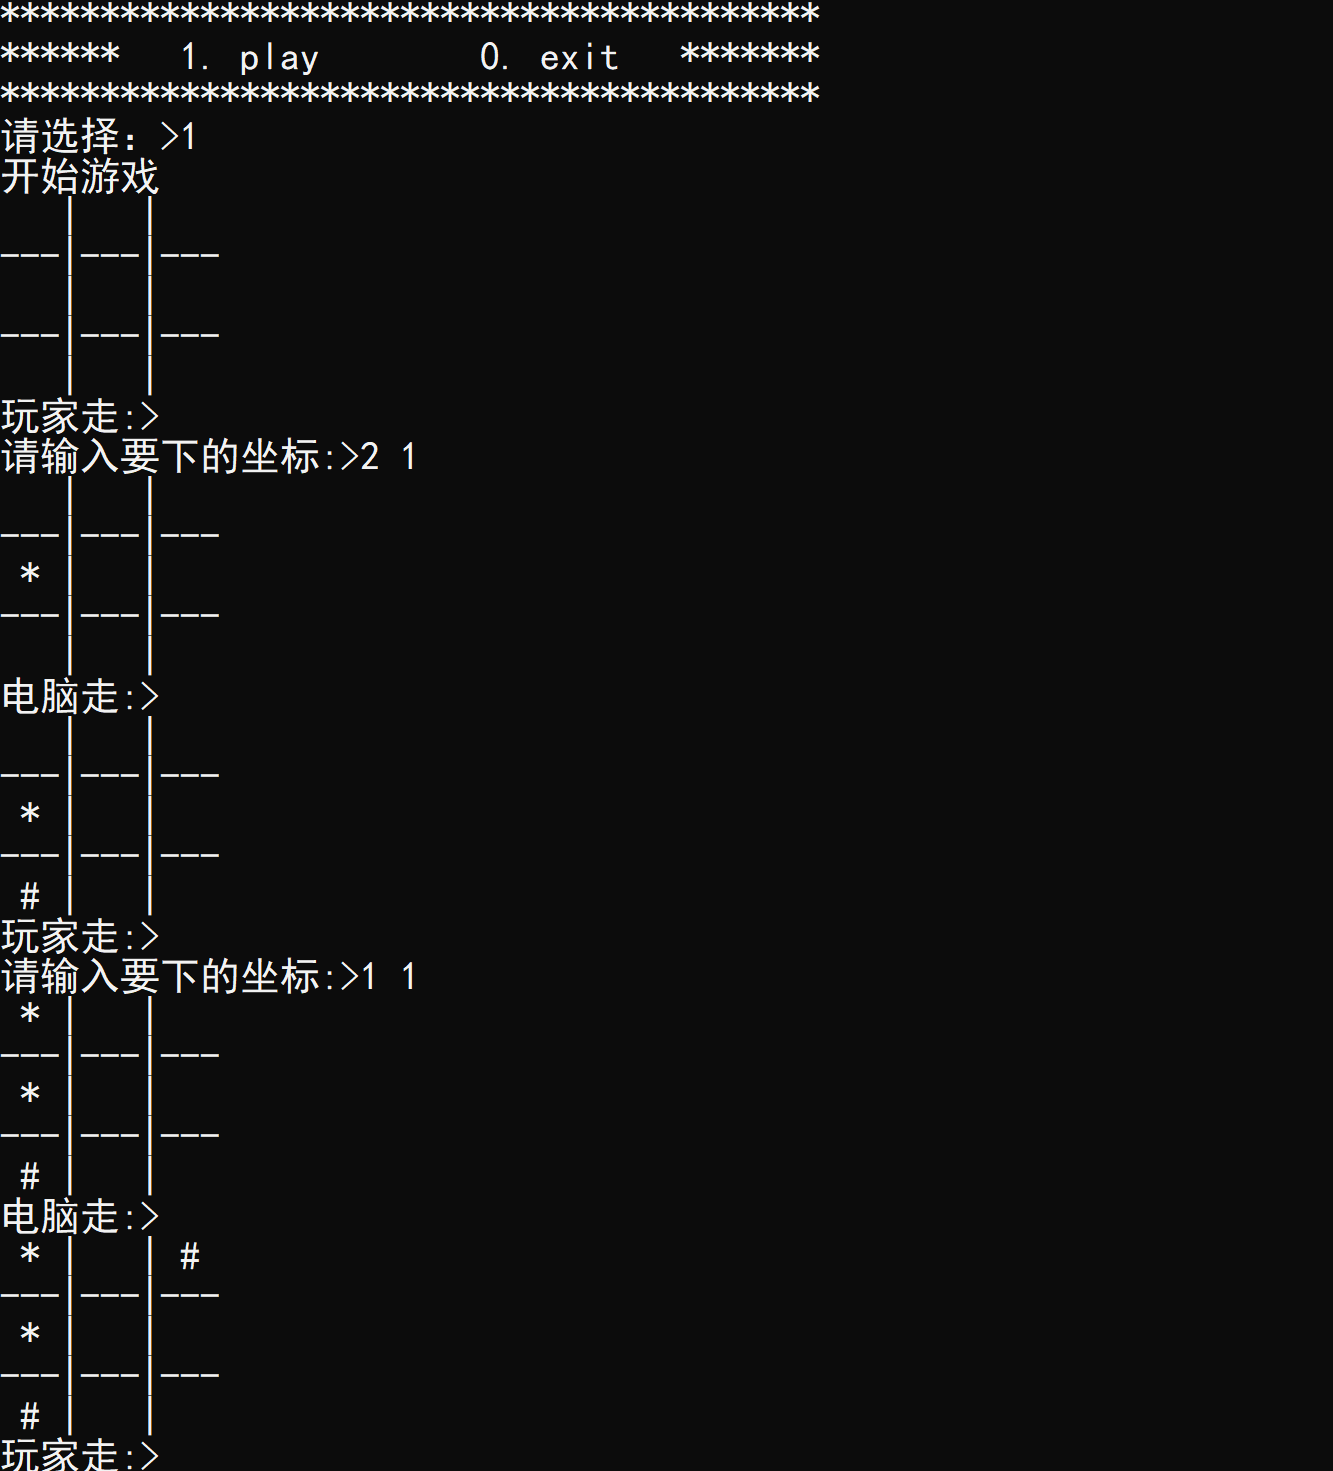 *****************************************
******   1. play        0. exit   *******
*****************************************
请选择：>1
开始游戏
   |   |
---|---|---
   |   |
---|---|---
   |   |
玩家走:>
请输入要下的坐标:>2 1
   |   |
---|---|---
 * |   |
---|---|---
   |   |
电脑走:>
   |   |
---|---|---
 * |   |
---|---|---
 # |   |
玩家走:>
请输入要下的坐标:>1 1
 * |   |
---|---|---
 * |   |
---|---|---
 # |   |
电脑走:>
 * |   | #
---|---|---
 * |   |
---|---|---
 # |   |
玩家走:>